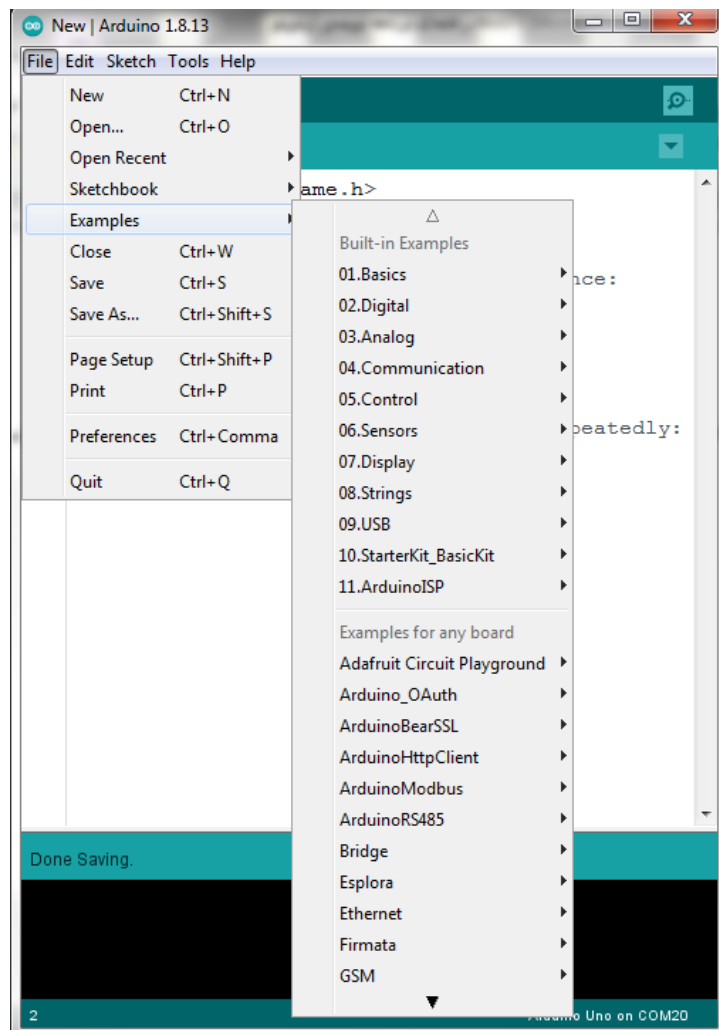 New | Arduino 1.8.13
File Edit Sketch Tools Help
New Ctrl+N
Open... Ctrl+O
Open Recent
Sketchbook
Examples
Close Ctrl+W
Save Ctrl+S
Save As... Ctrl+Shift+S
Page Setup Ctrl+Shift+P
Print Ctrl+P
Preferences Ctrl+Comma
Quit Ctrl+Q
ame.h>
nce:
peatedly:
Built-in Examples
01.Basics
02.Digital
03.Analog
04.Communication
05.Control
06.Sensors
07.Display
08.Strings
09.USB
10.StarterKit_BasicKit
11.ArduinoISP
Examples for any board
Adafruit Circuit Playground
Arduino_OAuth
ArduinoBearSSL
ArduinoHttpClient
ArduinoModbus
ArduinoRS485
Bridge
Esplora
Ethernet
Firmata
GSM
Done Saving.
2
Arduino Uno on COM20